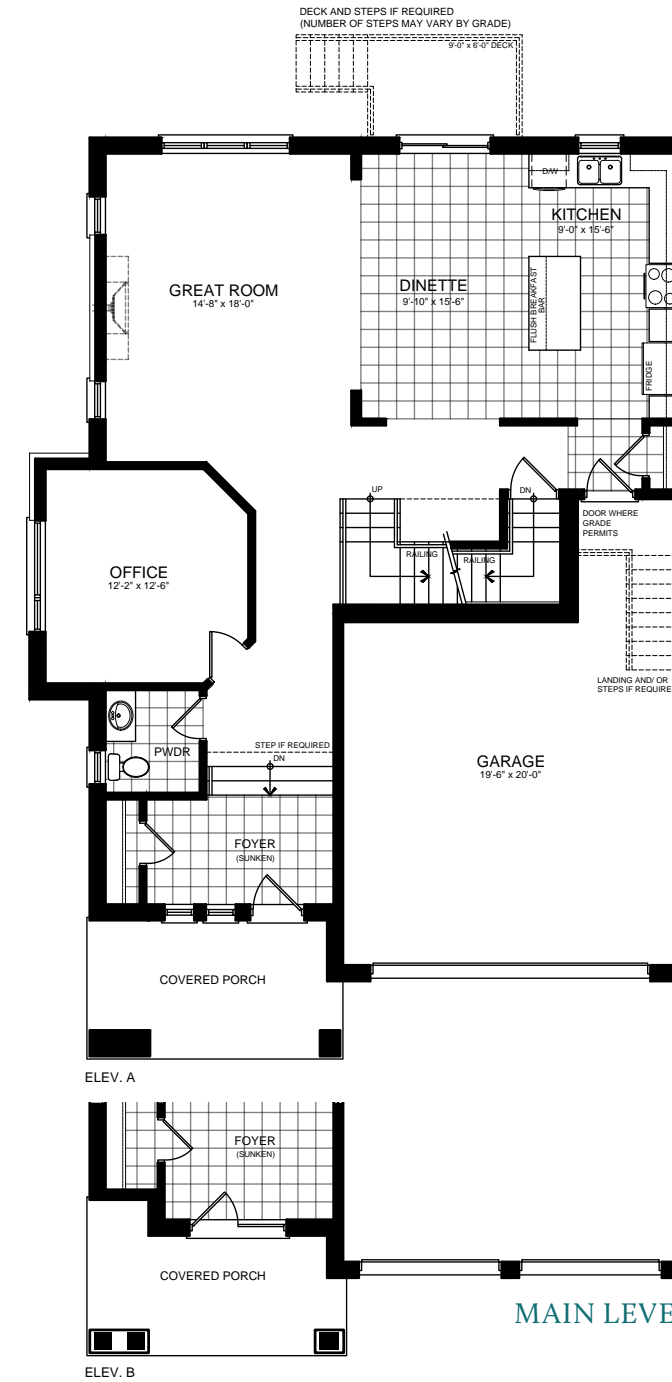 DECK AND STEPS IF REQUIRED
(NUMBER OF STEPS MAY VARY BY GRADE)
9'-0" x 6'-0" DECK
D/W
KITCHEN
9'-0" x 15'-6"
GREAT ROOM
14'-8" x 18'-0"
DINETTE
9'-10" x 15'-6"
FLUSH BREAKFAST
BAR
FRIDGE
UP
DN
DOOR WHERE
GRADE
PERMITS
RAILING
RAILING
OFFICE
12'-2" x 12'-6"
LANDING AND/ OR
STEPS IF REQUIRE
PWDR
STEP IF REQUIRED
DN
GARAGE
19'-6" x 20'-0"
FOYER
(SUNKEN)
COVERED PORCH
ELEV. A
FOYER
(SUNKEN)
COVERED PORCH
MAIN LEVE
ELEV. B